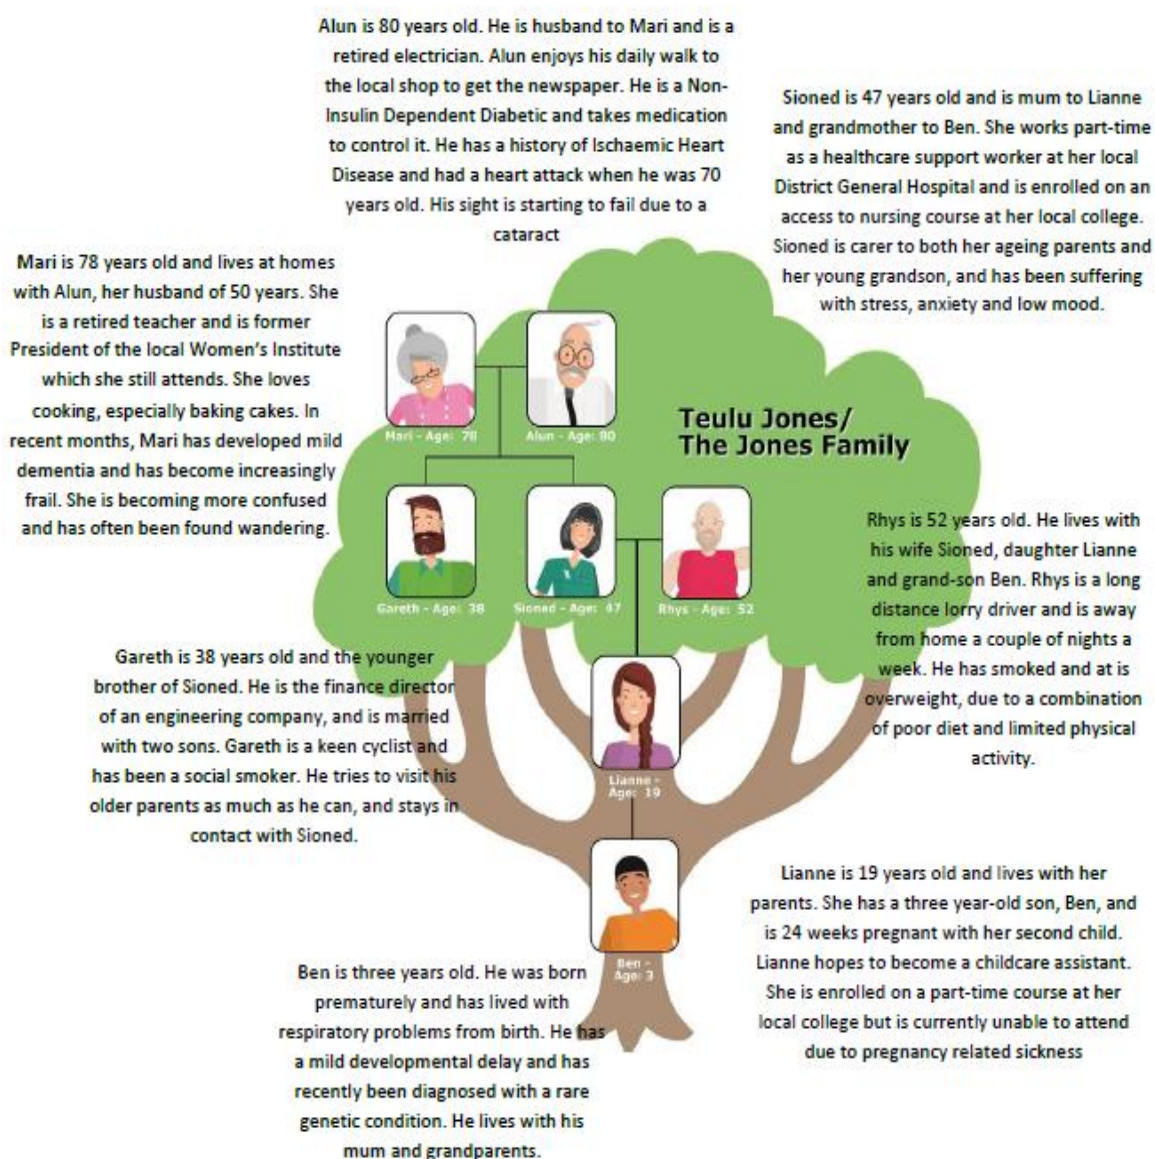 Alun is 80 years old. He is husband to Mari and is a
retired electrician. Alun enjoys his daily walk to
the local shop to get the newspaper. He is a Non-
Insulin Dependent Diabetic and takes medication
to control it. He has a history of Ischaemic Heart
Disease and had a heart attack when he was 70
years old. His sight is starting to fail due to a
cataract
Sioned is 47 years old and is mum to Lianne
and grandmother to Ben. She works part-time
as a healthcare support worker at her local
District General Hospital and is enrolled on an
access to nursing course at her local college.
Sioned is carer to both her ageing parents and
her young grandson, and has been suffering
with stress, anxiety and low mood.
Mari is 78 years old and lives at homes
with Alun, her husband of 50 years. She
is a retired teacher and is former
President of the local Women's Institute
which she still attends. She loves
cooking, especially baking cakes. In
recent months, Mari has developed mild
dementia and has become increasingly
frail. She is becoming more confused
and has often been found wandering.
Mari - Age: 78
Alun - Age: 80
Teulu Jones/
The Jones Family
Gareth - Age: 38
Sioned - Age: 47
Rhys - Age: 52
Rhys is 52 years old. He lives with
his wife Sioned, daughter Lianne
and grand-son Ben. Rhys is a long
distance lorry driver and is away
from home a couple of nights a
week. He has smoked and at is
overweight, due to a combination
of poor diet and limited physical
activity.
Gareth is 38 years old and the younger
brother of Sioned. He is the finance director
of an engineering company, and is married
with two sons. Gareth is a keen cyclist and
has been a social smoker. He tries to visit his
older parents as much as he can, and stays in
contact with Sioned.
Lianne -
Age: 19
Lianne is 19 years old and lives with her
parents. She has a three year-old son, Ben, and
is 24 weeks pregnant with her second child.
Lianne hopes to become a childcare assistant.
She is enrolled on a part-time course at her
local college but is currently unable to attend
due to pregnancy related sickness
Ben -
Age: 3
Ben is three years old. He was born
prematurely and has lived with
respiratory problems from birth. He has
a mild developmental delay and has
recently been diagnosed with a rare
genetic condition. He lives with his
mum and grandparents.